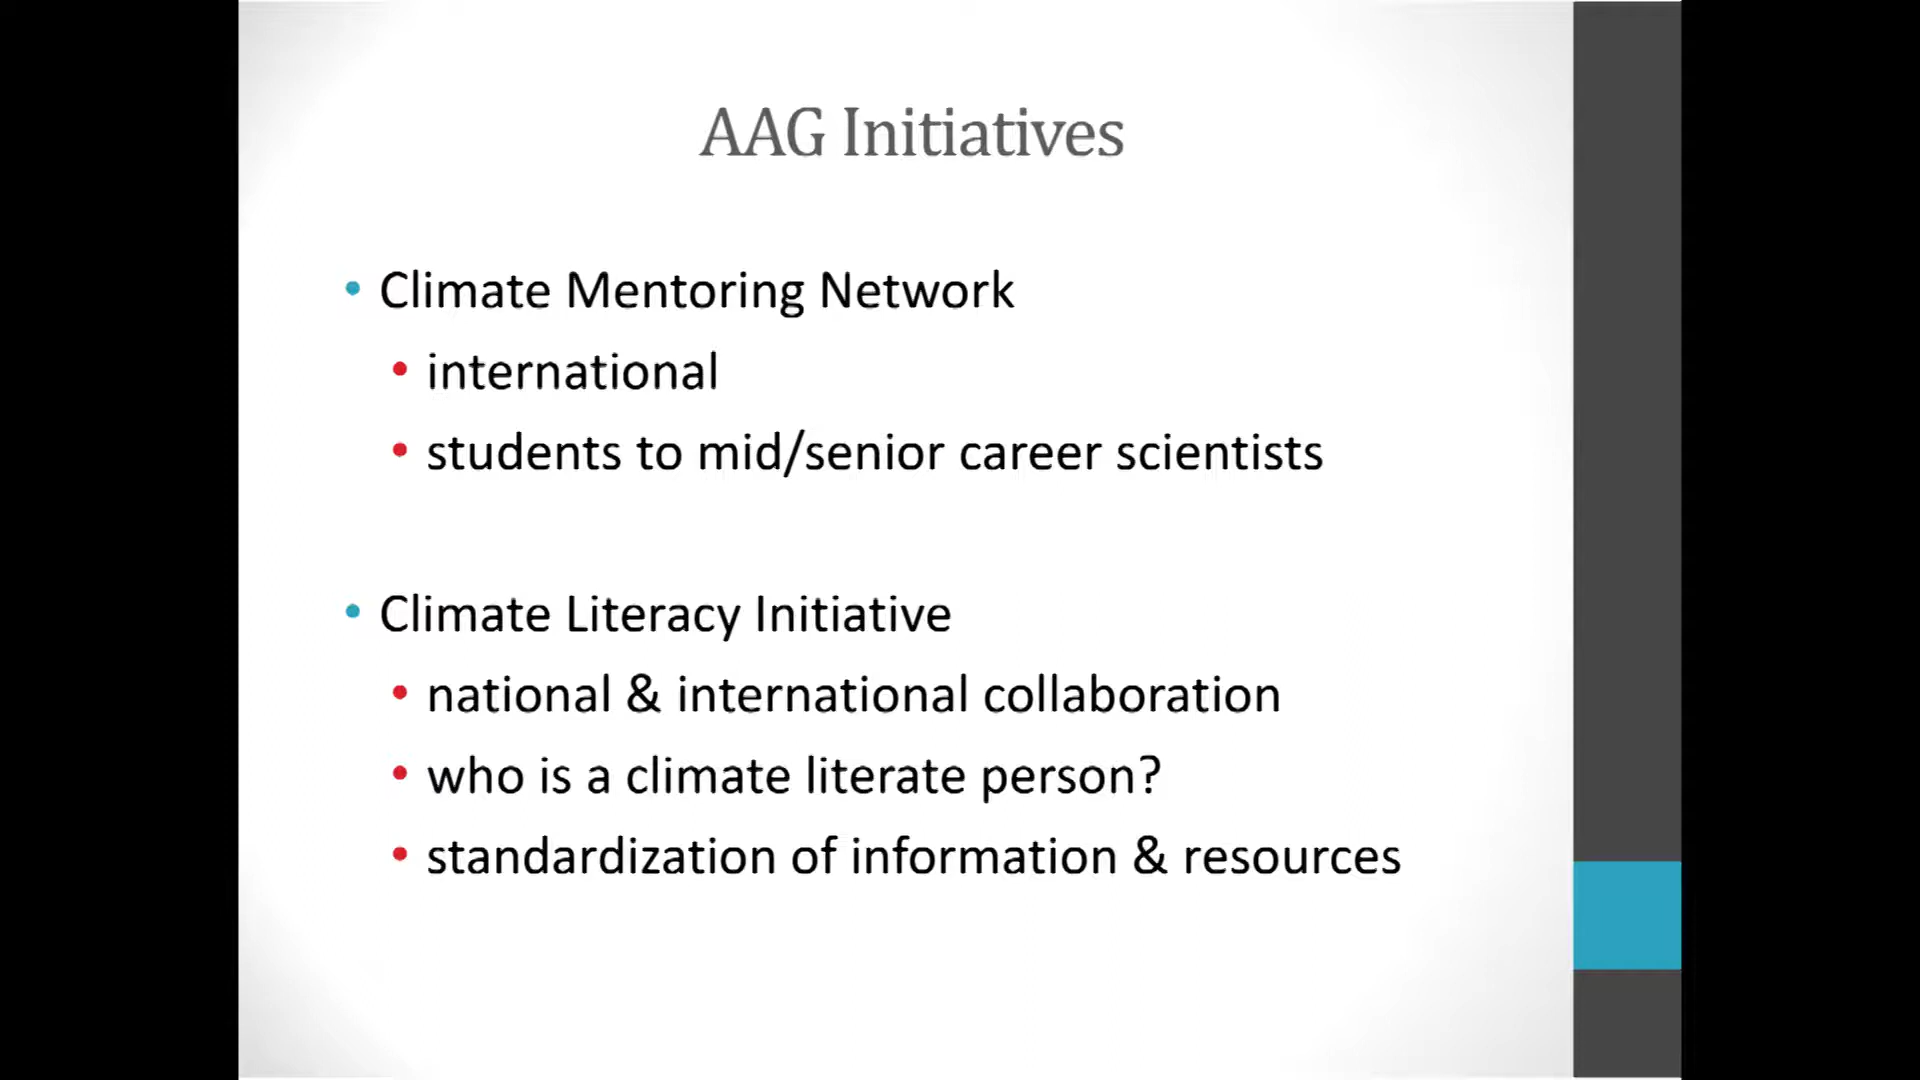 AAG Initiatives
• Climate Mentoring Network
• international
• students to mid/senior career scientists
• Climate Literacy Initiative
• national & international collaboration
• who is a climate literate person?
• standardization of information & resources